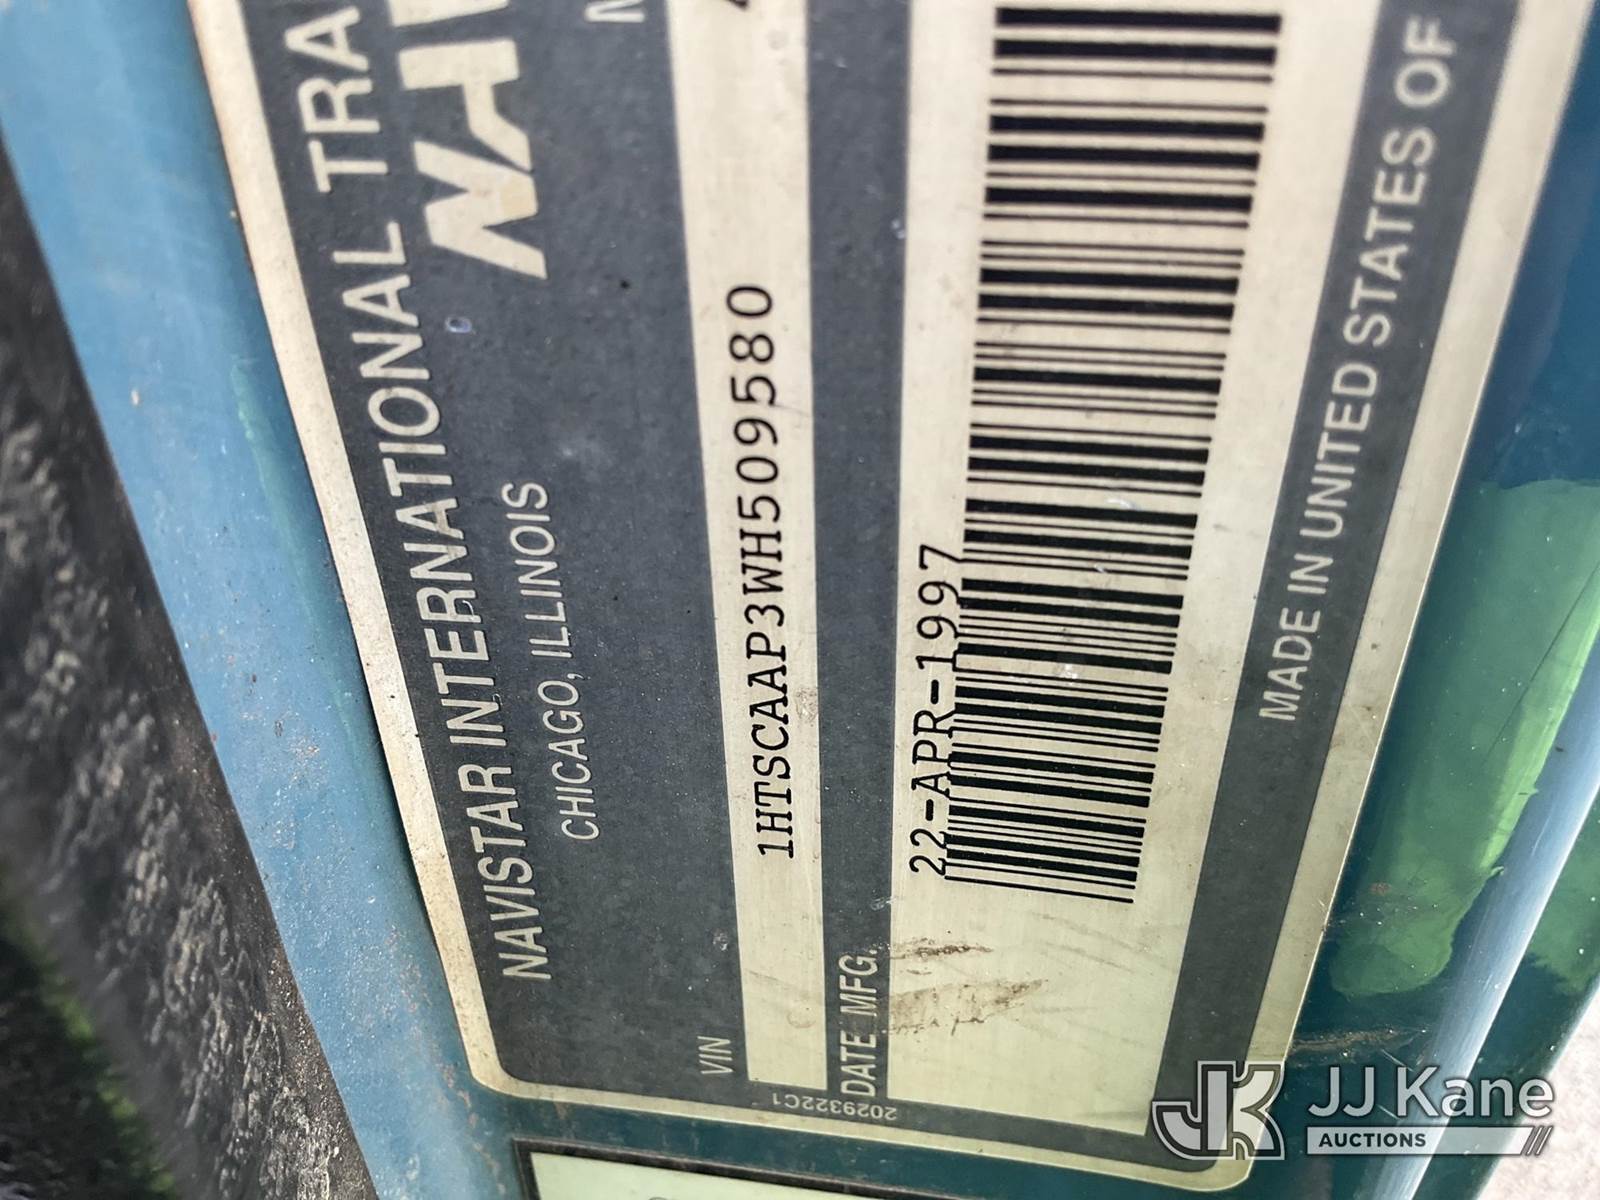 NAVISTAR INTERNATIONAL TRA
CHICAGO, ILLINOIS
VIN
1HTSCAAP3WH509580
DATE MFG.
22-APR-1997
MADE IN UNITED STATES OF
2029322C1
JJ Kane
AUCTIONS